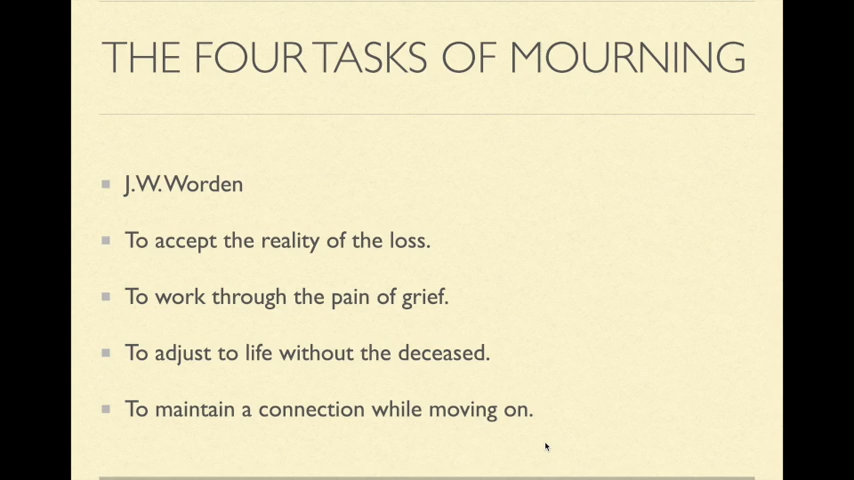 THE FOUR TASKS OF MOURNING
J.W. Worden
To accept the reality of the loss.
To work through the pain of grief.
To adjust to life without the deceased.
To maintain a connection while moving on.